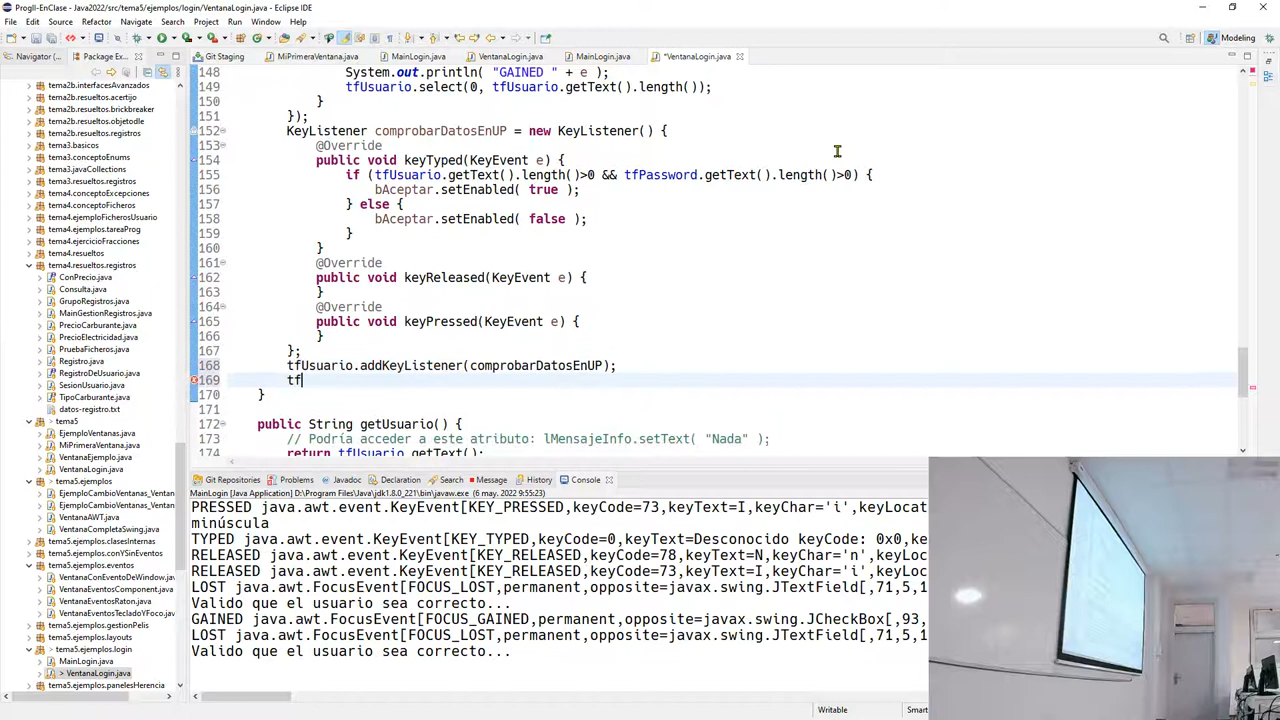 ProgII-EnClase - Java2022/src/tema5/ejemplos/login/VentanaLogin.java - Eclipse IDE
File Edit Source Refactor Navigate Search Project Run Window Help
Modeling
Navigator (...
Package Ex...
Git Staging
MiPrimeraVentana.java
MainLogin.java
VentanaLogin.java
MainLogin.java
*VentanaLogin.java
tema2b.interfacesAvanzados
tema2b.resueltos.acertijo
tema2b.resueltos.brickbreaker
tema2b.resueltos.objetodle
tema2b.resueltos.registros
tema3.basicos
tema3.conceptoEnums
tema3.javaCollections
tema3.resueltos.registros
tema4.conceptoExcepciones
tema4.conceptoFicheros
tema4.ejemploFicherosUsuario
tema4.ejemplos.tareaProg
tema4.ejercicioFracciones
tema4.resueltos
tema4.resueltos.registros
ConPrecio.java
Consulta.java
GrupoRegistros.java
MainGestionRegistros.java
PrecioCarburante.java
PrecioElectricidad.java
PruebaFicheros.java
Registro.java
RegistroDeUsuario.java
SesionUsuario.java
TipoCarburante.java
datos-registro.txt
tema5
EjemploVentanas.java
MiPrimeraVentana.java
VentanaEjemplo.java
VentanaLogin.java
tema5.ejemplos
EjemploCambioVentanas_Ventan
EjemploCambioVentanas_Ventan
VentanaAWT.java
VentanaCompletaSwing.java
tema5.ejemplos.clasesInternas
tema5.ejemplos.conYSinEventos
tema5.ejemplos.eventos
VentanaConEventoDeWindow.java
VentanaEventosComponent.java
VentanaEventosRaton.java
VentanaEventosTecladoYFoco.java
tema5.ejemplos.gestionPelis
tema5.ejemplos.layouts
tema5.ejemplos.login
MainLogin.java
> VentanaLogin.java
tema5.ejemplos.panelesHerencia
148 System.out.println( "GAINED " + e );
149 tfUsuario.select(0, tfUsuario.getText().length());
150 }
151 });
152 KeyListener comprobarDatosEnUP = new KeyListener() {
153 @Override
154 public void keyTyped(KeyEvent e) {
155 if (tfUsuario.getText().length()>0 && tfPassword.getText().length()>0) {
156 bAceptar.setEnabled( true );
157 } else {
158 bAceptar.setEnabled( false );
159 }
160 }
161 @Override
162 public void keyReleased(KeyEvent e) {
163 }
164 @Override
165 public void keyPressed(KeyEvent e) {
166 }
167 };
168 tfUsuario.addKeyListener(comprobarDatosEnUP);
169 tf
170 }
171
172 public String getUsuario() {
173 // Podría acceder a este atributo: lMensajeInfo.setText( "Nada" );
174 return tfUsuario.getText();
Git Repositories
Problems
Javadoc
Declaration
Search
Message
History
Console
MainLogin [Java Application] D:\Program Files\Java\jdk1.8.0_221\bin\javaw.exe (6 may. 2022 9:55:23)
PRESSED java.awt.event.KeyEvent[KEY_PRESSED,keyCode=73,keyText=I,keyChar='i',keyLocat
minúscula
TYPED java.awt.event.KeyEvent[KEY_TYPED,keyCode=0,keyText=Desconocido keyCode: 0x0,ke
RELEASED java.awt.event.KeyEvent[KEY_RELEASED,keyCode=78,keyText=N,keyChar='n',keyLoc
RELEASED java.awt.event.KeyEvent[KEY_RELEASED,keyCode=73,keyText=I,keyChar='i',keyLoc
LOST java.awt.FocusEvent[FOCUS_LOST,permanent,opposite=javax.swing.JTextField[,71,5,1
Valido que el usuario sea correcto...
GAINED java.awt.FocusEvent[FOCUS_GAINED,permanent,opposite=javax.swing.JCheckBox[,93,
LOST java.awt.FocusEvent[FOCUS_LOST,permanent,opposite=javax.swing.JTextField[,71,5,1
Valido que el usuario sea correcto...
Writable
Smar